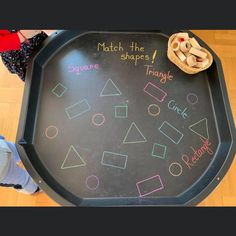 Match the
shapes!
Square
Triangle
Circle
Rectangle